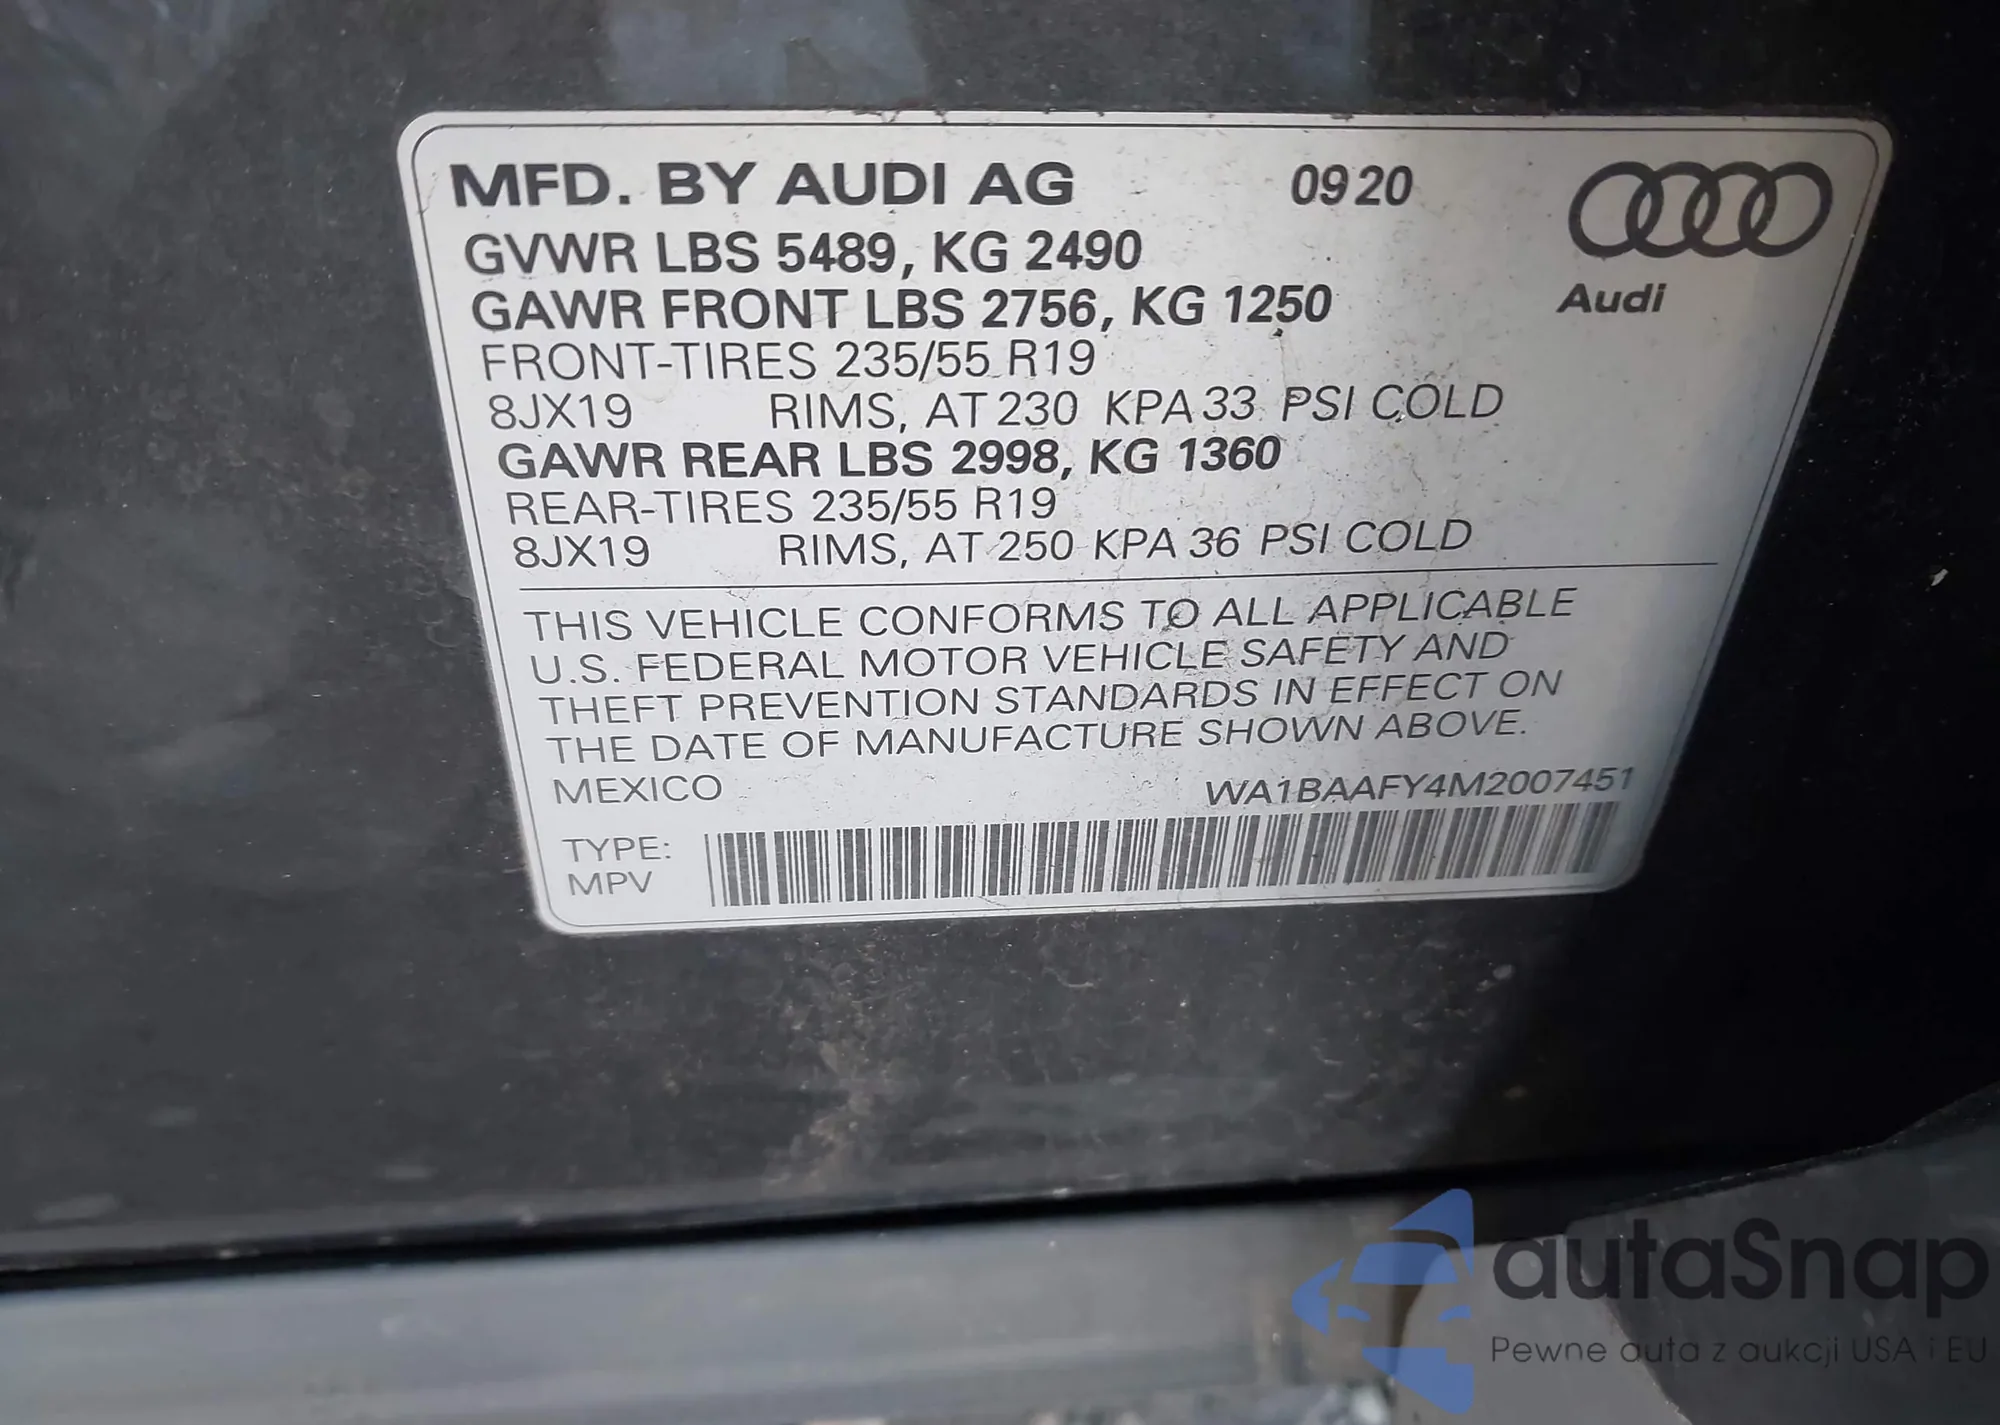 MFD. BY AUDI AG 09 20
Audi
GVWR LBS 5489, KG 2490
GAWR FRONT LBS 2756, KG 1250
FRONT-TIRES 235/55 R19
8JX19 RIMS, AT 230 KPA 33 PSI COLD
GAWR REAR LBS 2998, KG 1360
REAR-TIRES 235/55 R19
8JX19 RIMS, AT 250 KPA 36 PSI COLD
THIS VEHICLE CONFORMS TO ALL APPLICABLE
U.S. FEDERAL MOTOR VEHICLE SAFETY AND
THEFT PREVENTION STANDARDS IN EFFECT ON
THE DATE OF MANUFACTURE SHOWN ABOVE.
MEXICO WA1BAAFY4M2007451
TYPE:
MPV
autaSnap
Pewne auta z aukcji USA i EU